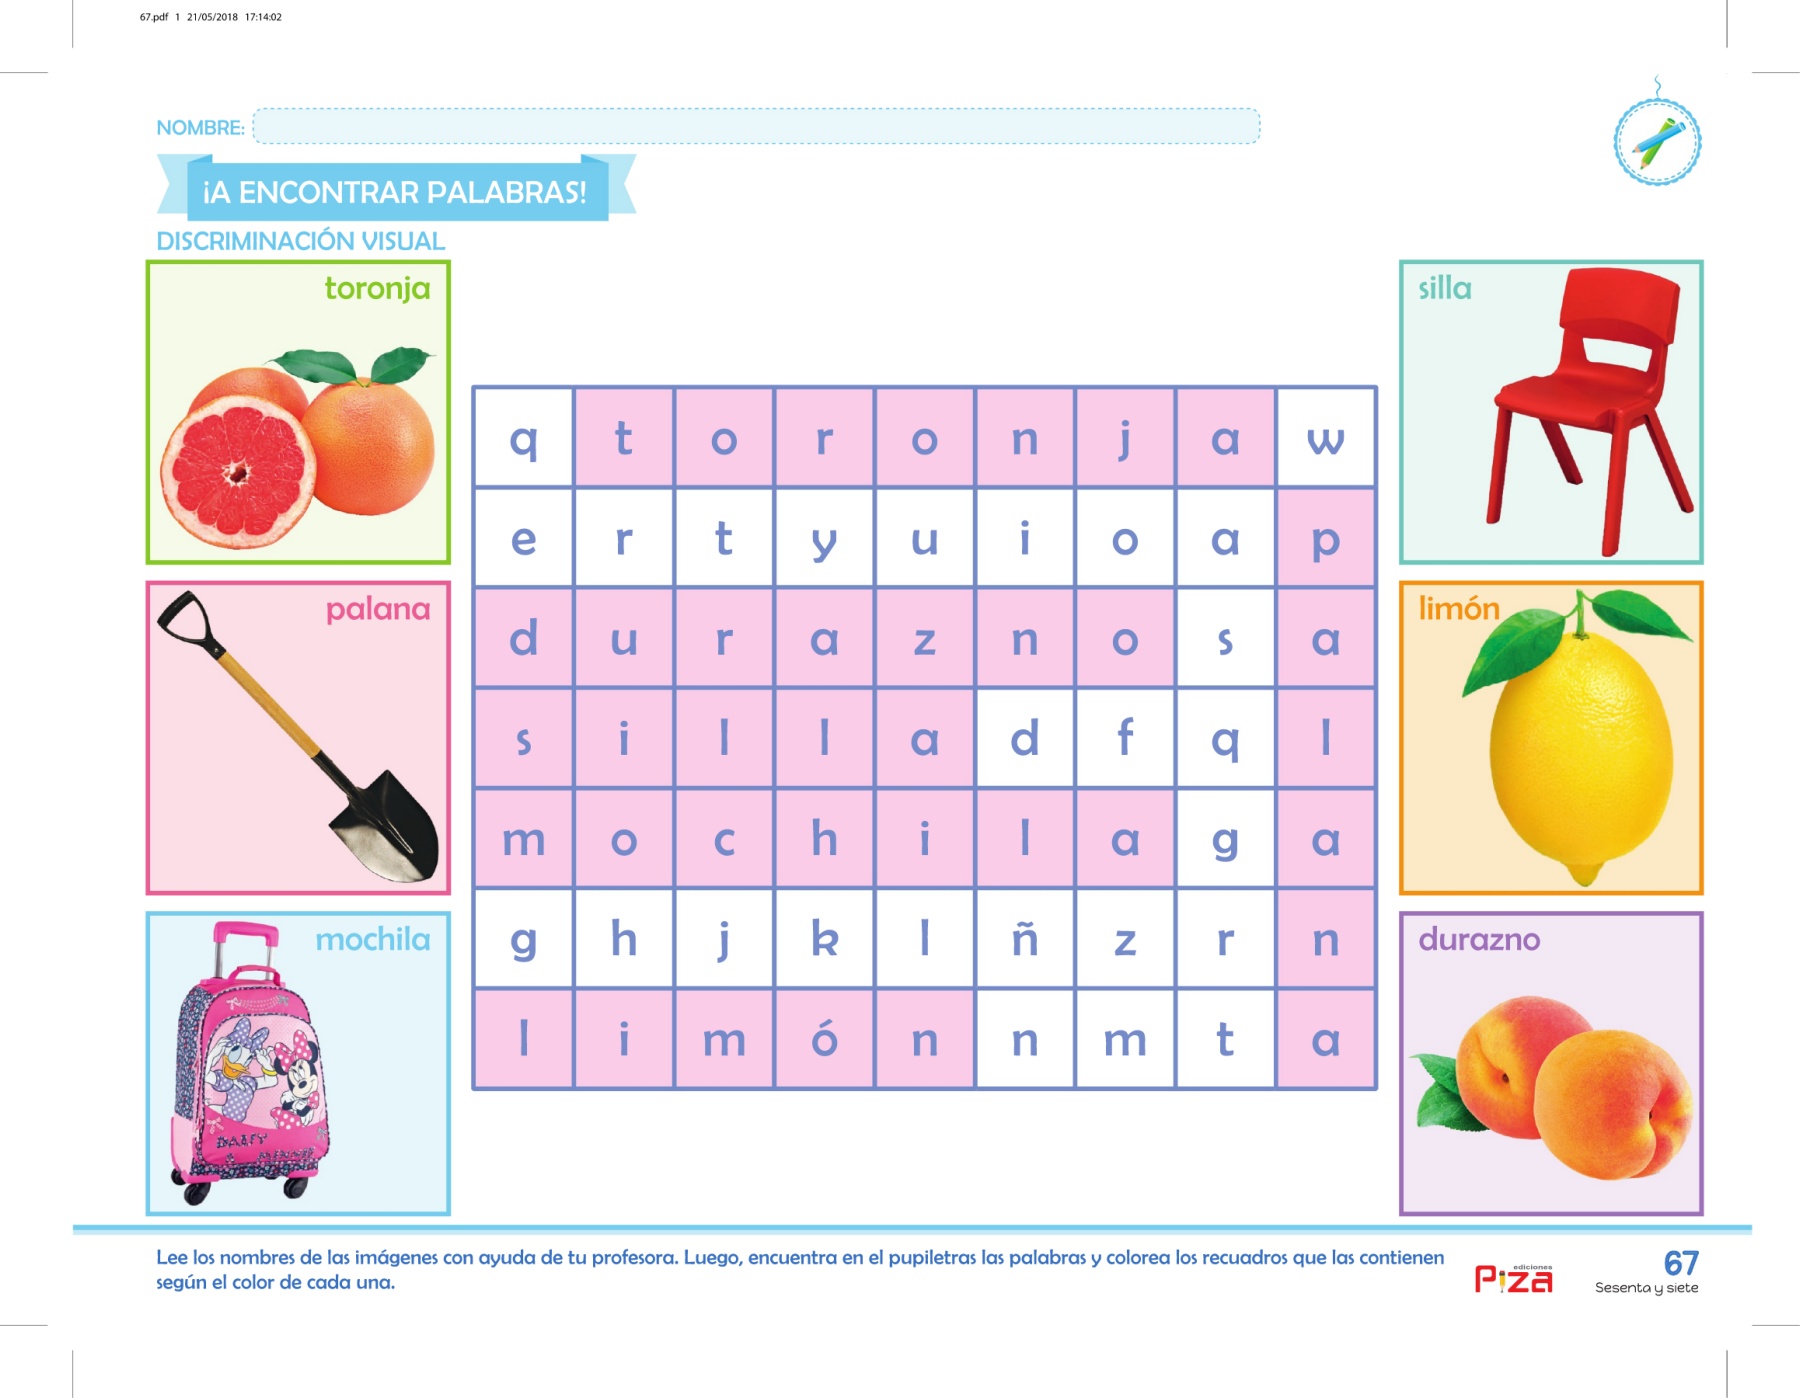 67.pdf 1 21/05/2018 17:14:02
NOMBRE:
¡A ENCONTRAR PALABRAS!
DISCRIMINACIÓN VISUAL
toronja
palana
mochila
q t o r o n j a w
e r t y u i o a p
d u r a z n o s a
s i l l a d f q l
m o c h i l a g a
g h j k l ñ z r n
l i m ó n n m t a
silla
limón
durazno
Lee los nombres de las imágenes con ayuda de tu profesora. Luego, encuentra en el pupiletras las palabras y colorea los recuadros que las contienen
según el color de cada una.
ediciones
Piza
67
Sesenta y siete